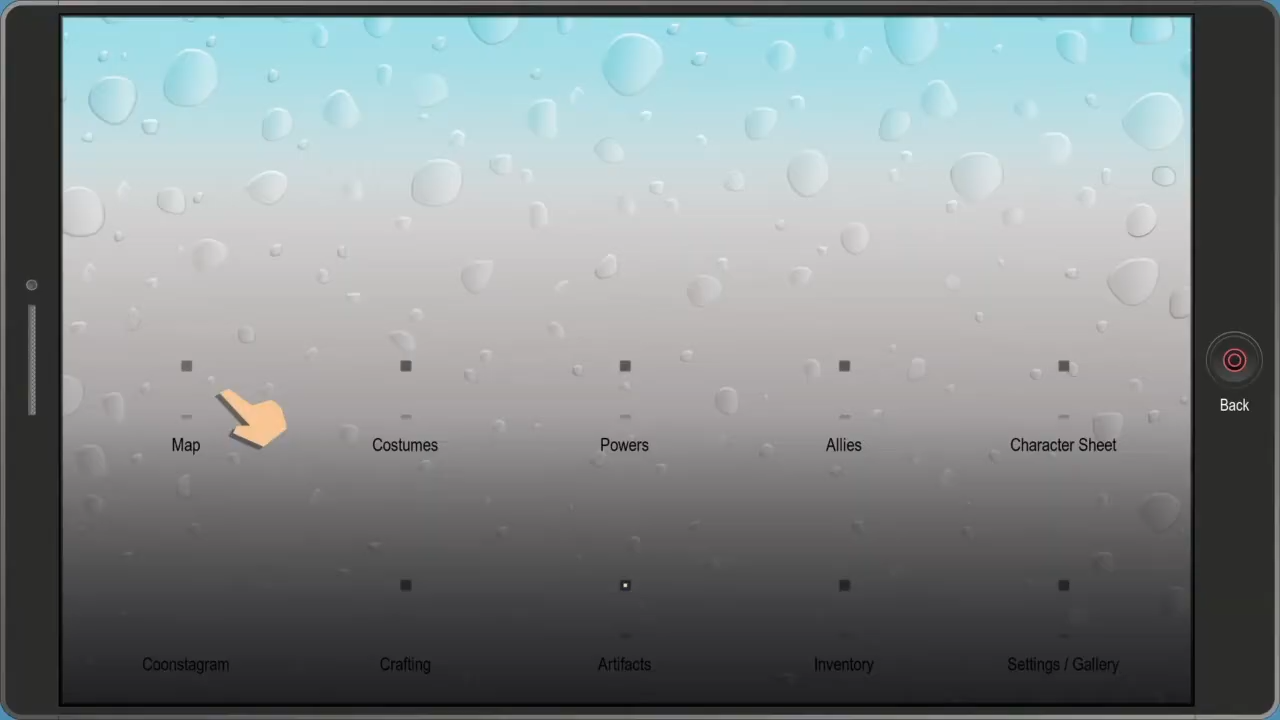 Back
Map
Costumes
Powers
Allies
Character Sheet
Coonstagram
Crafting
Artifacts
Inventory
Settings / Gallery